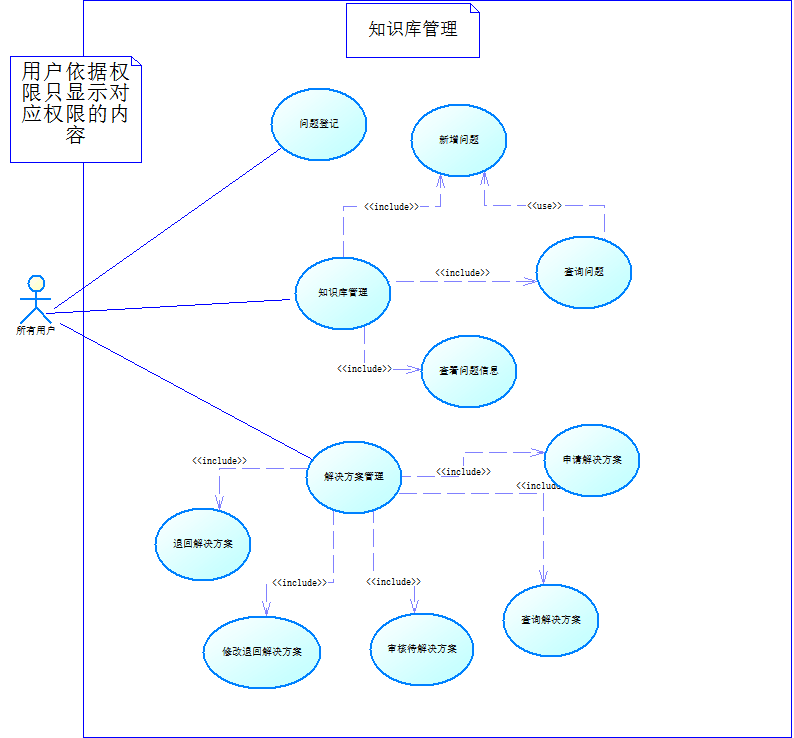 知识库管理
用户依据权
限只显示对
应权限的内
容
问题登记
新增问题
<<include>>
<<use>>
查询问题
<<include>>
知识库管理
所有用户
<<include>>
查看问题信息
申请解决方案
<<include>>
<<include>>
解决方案管理
<<include
退回解决方案
<<include>>
<<include>>
查询解决方案
修改退回解决方案
审核待解决方案